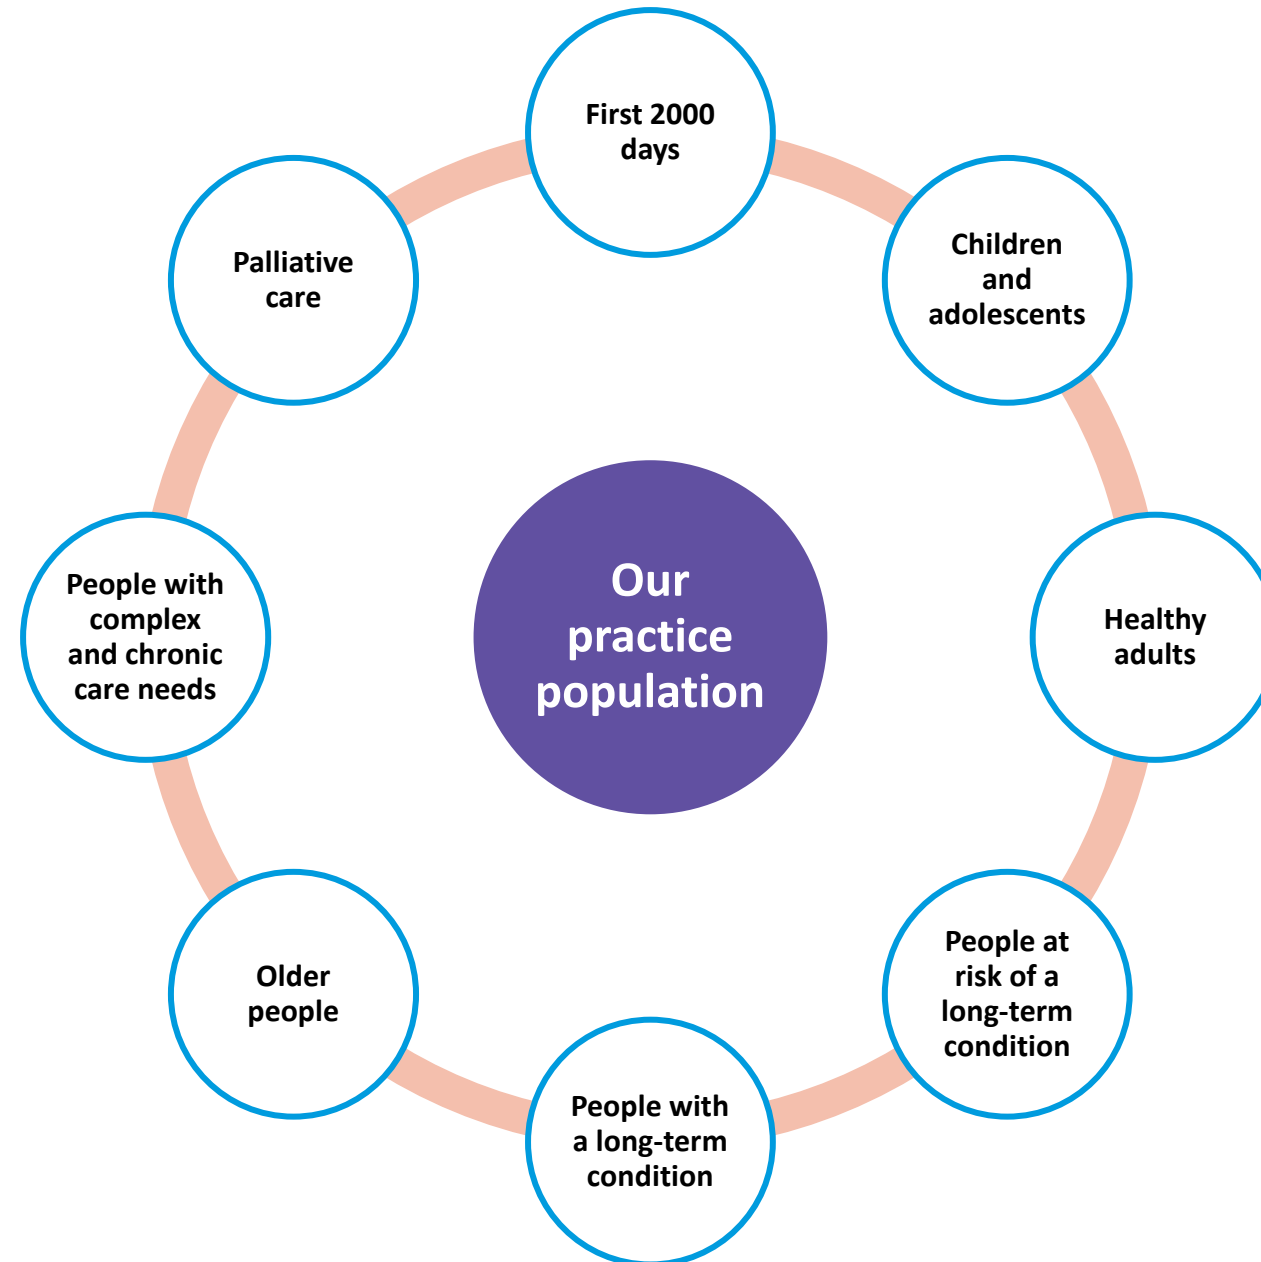 First 2000
days
Children
and
adolescents
Healthy
adults
People at
risk of a
long-term
condition
People with
a long-term
condition
Older
people
People with
complex
and chronic
care needs
Palliative
care
Our
practice
population